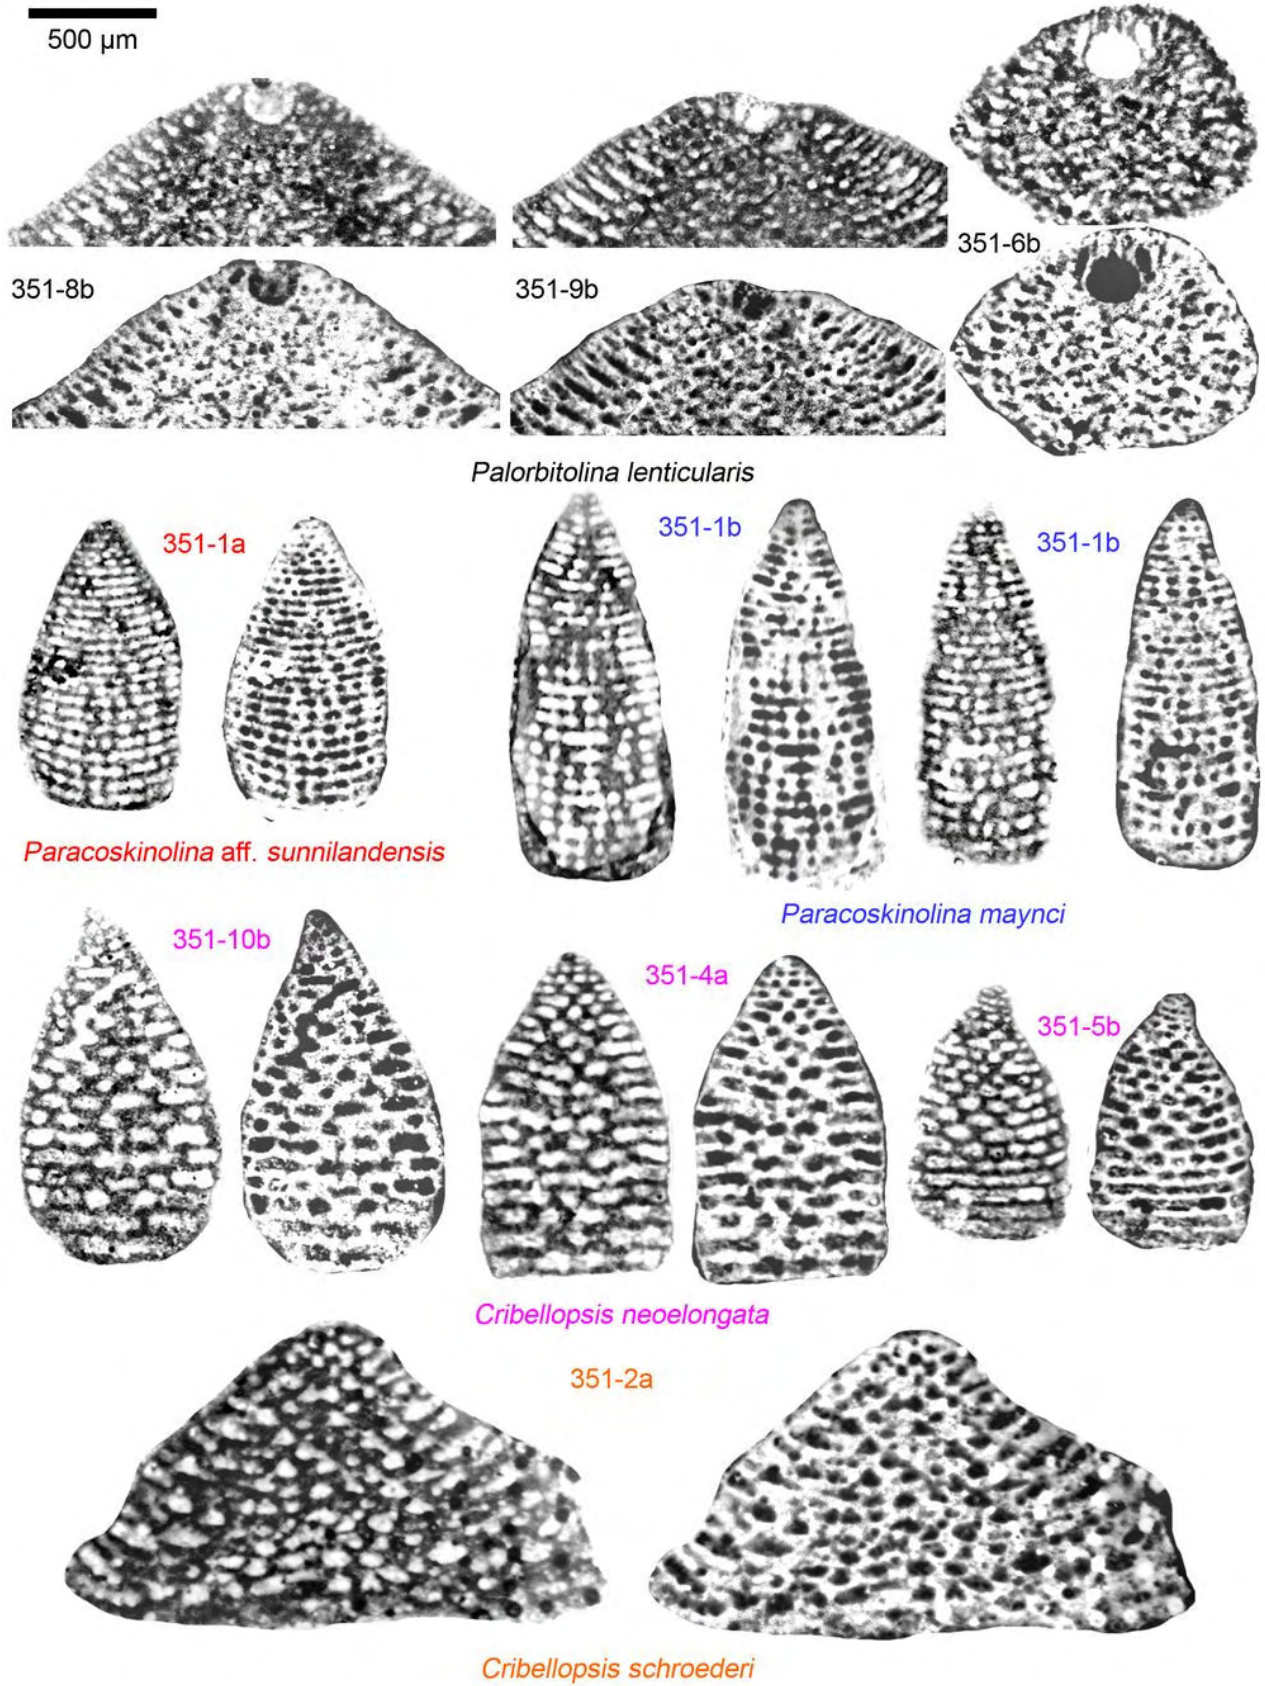 500 µm
351-6b
351-8b
351-9b
Palorbitolina lenticularis
351-1a
351-1b
351-1b
Paracoskinolina aff. sunnilandensis
Paracoskinolina maynci
351-10b
351-4a
351-5b
Cribellopsis neoelongata
351-2a
Cribellopsis schroederi